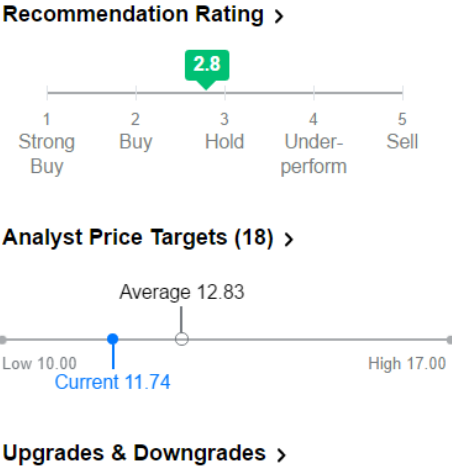 Recommendation Rating >
2.8
1 2 3 4 5
Strong Buy Hold Under- Sell
Buy perform
Analyst Price Targets (18) >
Average 12.83
Low 10.00 High 17.00
Current 11.74
Upgrades & Downgrades >